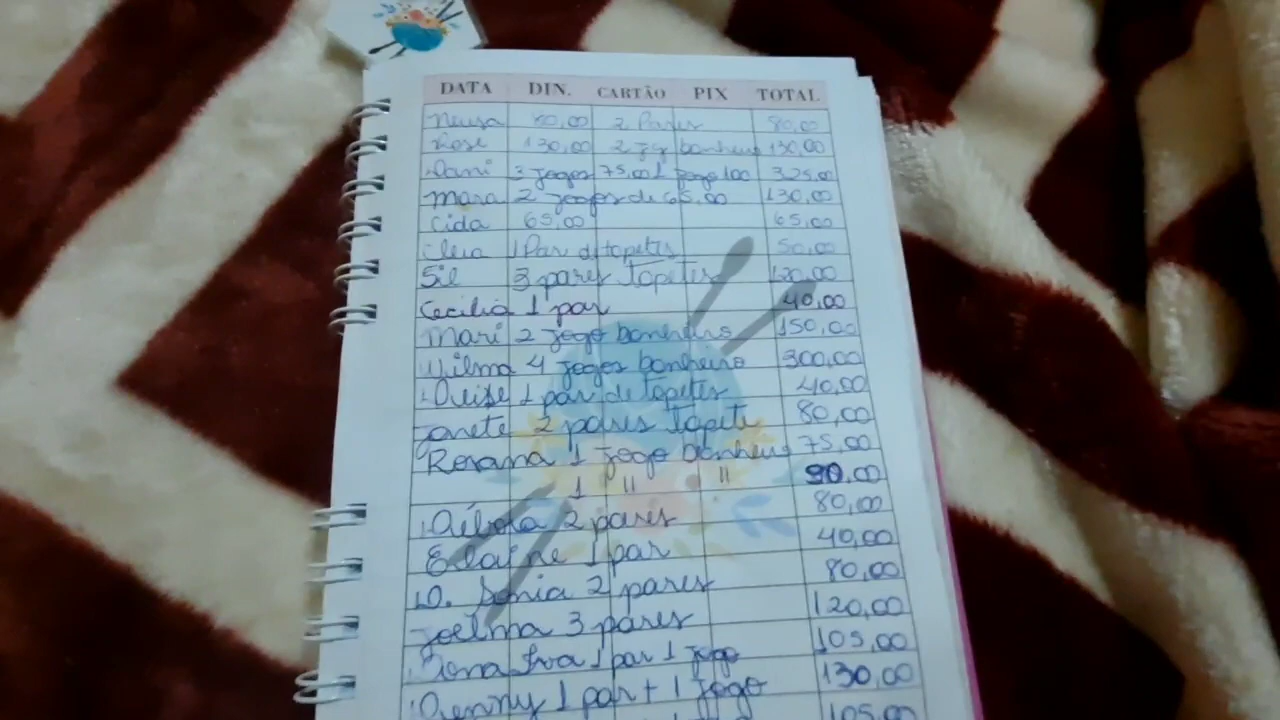 DATA DIN. CARTÃO PIX TOTAL
Neusa 80,00 2 Pares 80,00
Rose 130,00 2 jg banheiro 130,00
Dani 3 jogos 75,00 1 jogo 100 325,00
Mara 2 jogos de 65,00 130,00
Cida 65,00 65,00
Cleia 1 Par de tapetes 50,00
Sil 3 pares Tapetes 120,00
Cecilia 1 par 40,00
Mari 2 jogo banheiro 150,00
Wilma 4 jogos banheiro 300,00
Deise 1 par de tapetes 40,00
Janete 2 pares Tapete 80,00
Rosana 1 jogo banheiro 75,00
1 " " 90,00
Débora 2 pares 80,00
Elaine 1 par 40,00
D. Sonia 2 pares 80,00
Joelma 3 pares 120,00
1 par 1 jogo 105,00
1 par + 1 jogo 130,00
105,00